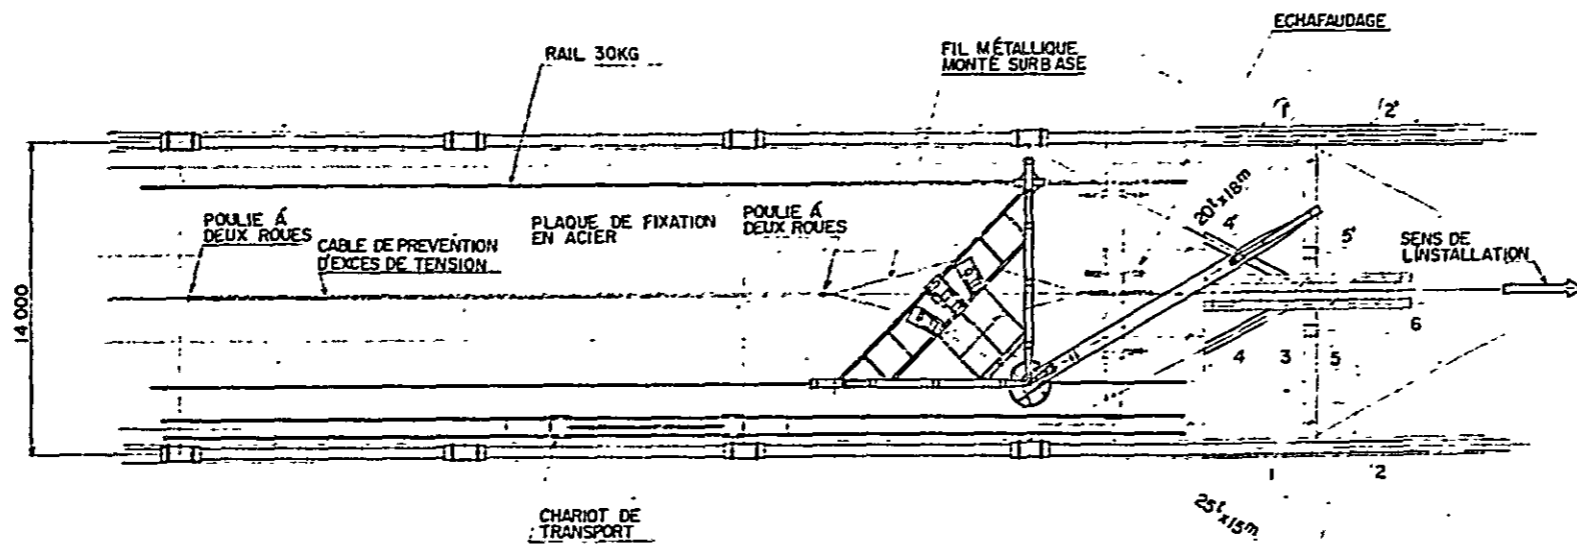 ECHAFAUDAGE
RAIL 30KG
FIL MÉTALLIQUE
MONTÉ SURBASE
1'
2'
20t x 18m
4'
5'
POULIE À
DEUX ROUES
CABLE DE PREVENTION
D'EXCES DE TENSION
PLAQUE DE FIXATION
EN ACIER
POULIE À
DEUX ROUES
SENS DE
L'INSTALLATION
14 000
6
4
3
5
1
2
25t x 15m
CHARIOT DE
TRANSPORT